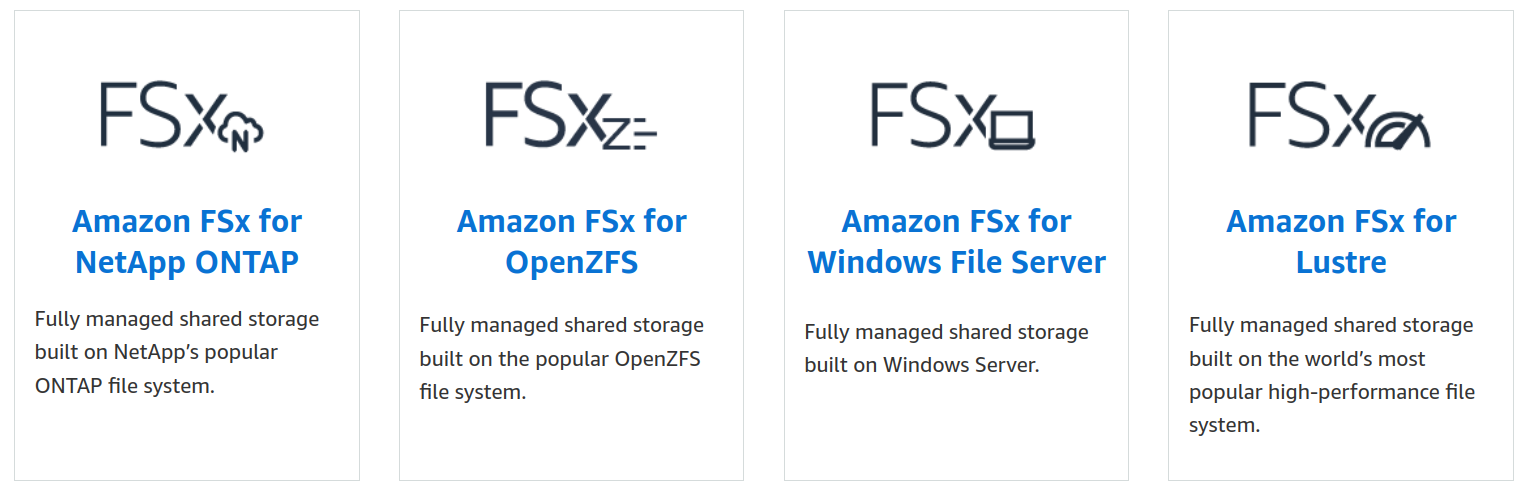 FSx N
Amazon FSx for
NetApp ONTAP
Fully managed shared storage
built on NetApp’s popular
ONTAP file system.
FSx Z
Amazon FSx for
OpenZFS
Fully managed shared storage
built on the popular OpenZFS
file system.
FSx
Amazon FSx for
Windows File Server
Fully managed shared storage
built on Windows Server.
FSx
Amazon FSx for
Lustre
Fully managed shared storage
built on the world’s most
popular high-performance file
system.